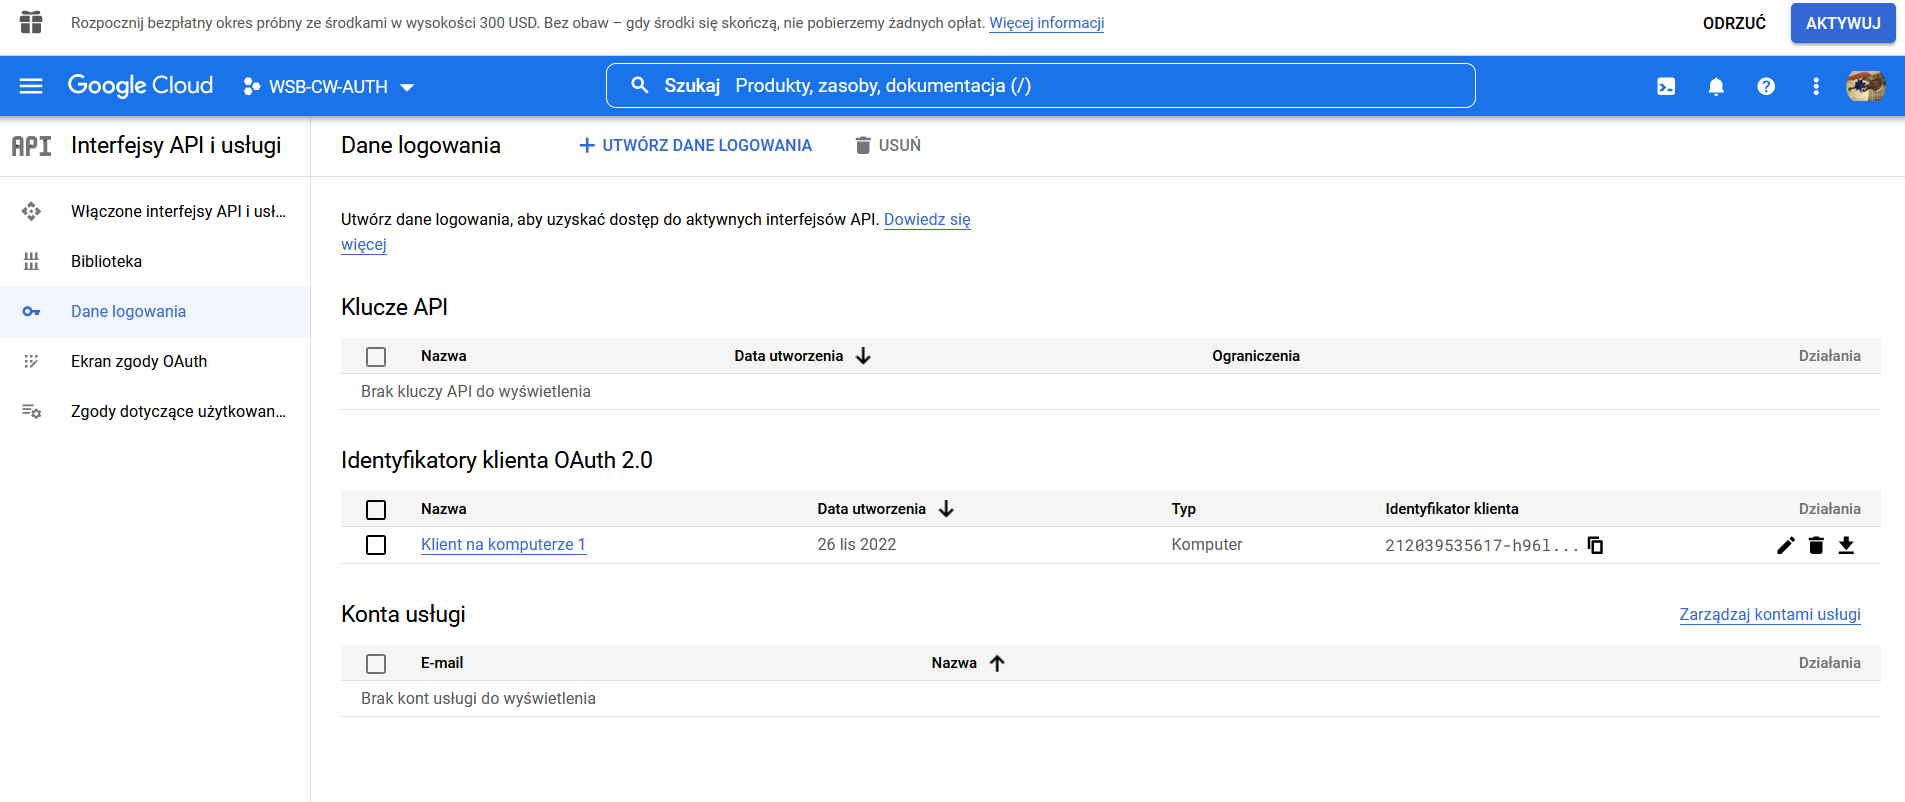 Rozpocznij bezpłatny okres próbny ze środkami w wysokości 300 USD. Bez obaw – gdy środki się skończą, nie pobierzemy żadnych opłat. Więcej informacji
ODRZUĆ
AKTYWUJ
Google Cloud
WSB-CW-AUTH
Szukaj Produkty, zasoby, dokumentacja (/)
API Interfejsy API i usługi
Dane logowania
UTWÓRZ DANE LOGOWANIA
USUŃ
Włączone interfejsy API i usł...
Biblioteka
Dane logowania
Ekran zgody OAuth
Zgody dotyczące użytkowan...
Utwórz dane logowania, aby uzyskać dostęp do aktywnych interfejsów API. Dowiedz się
więcej
Klucze API
Nazwa Data utworzenia Ograniczenia Działania
Brak kluczy API do wyświetlenia
Identyfikatory klienta OAuth 2.0
Nazwa Data utworzenia Typ Identyfikator klienta Działania
Klient na komputerze 1 26 lis 2022 Komputer 212039535617-h96l...
Konta usługi
Zarządzaj kontami usługi
E-mail Nazwa Działania
Brak kont usługi do wyświetlenia